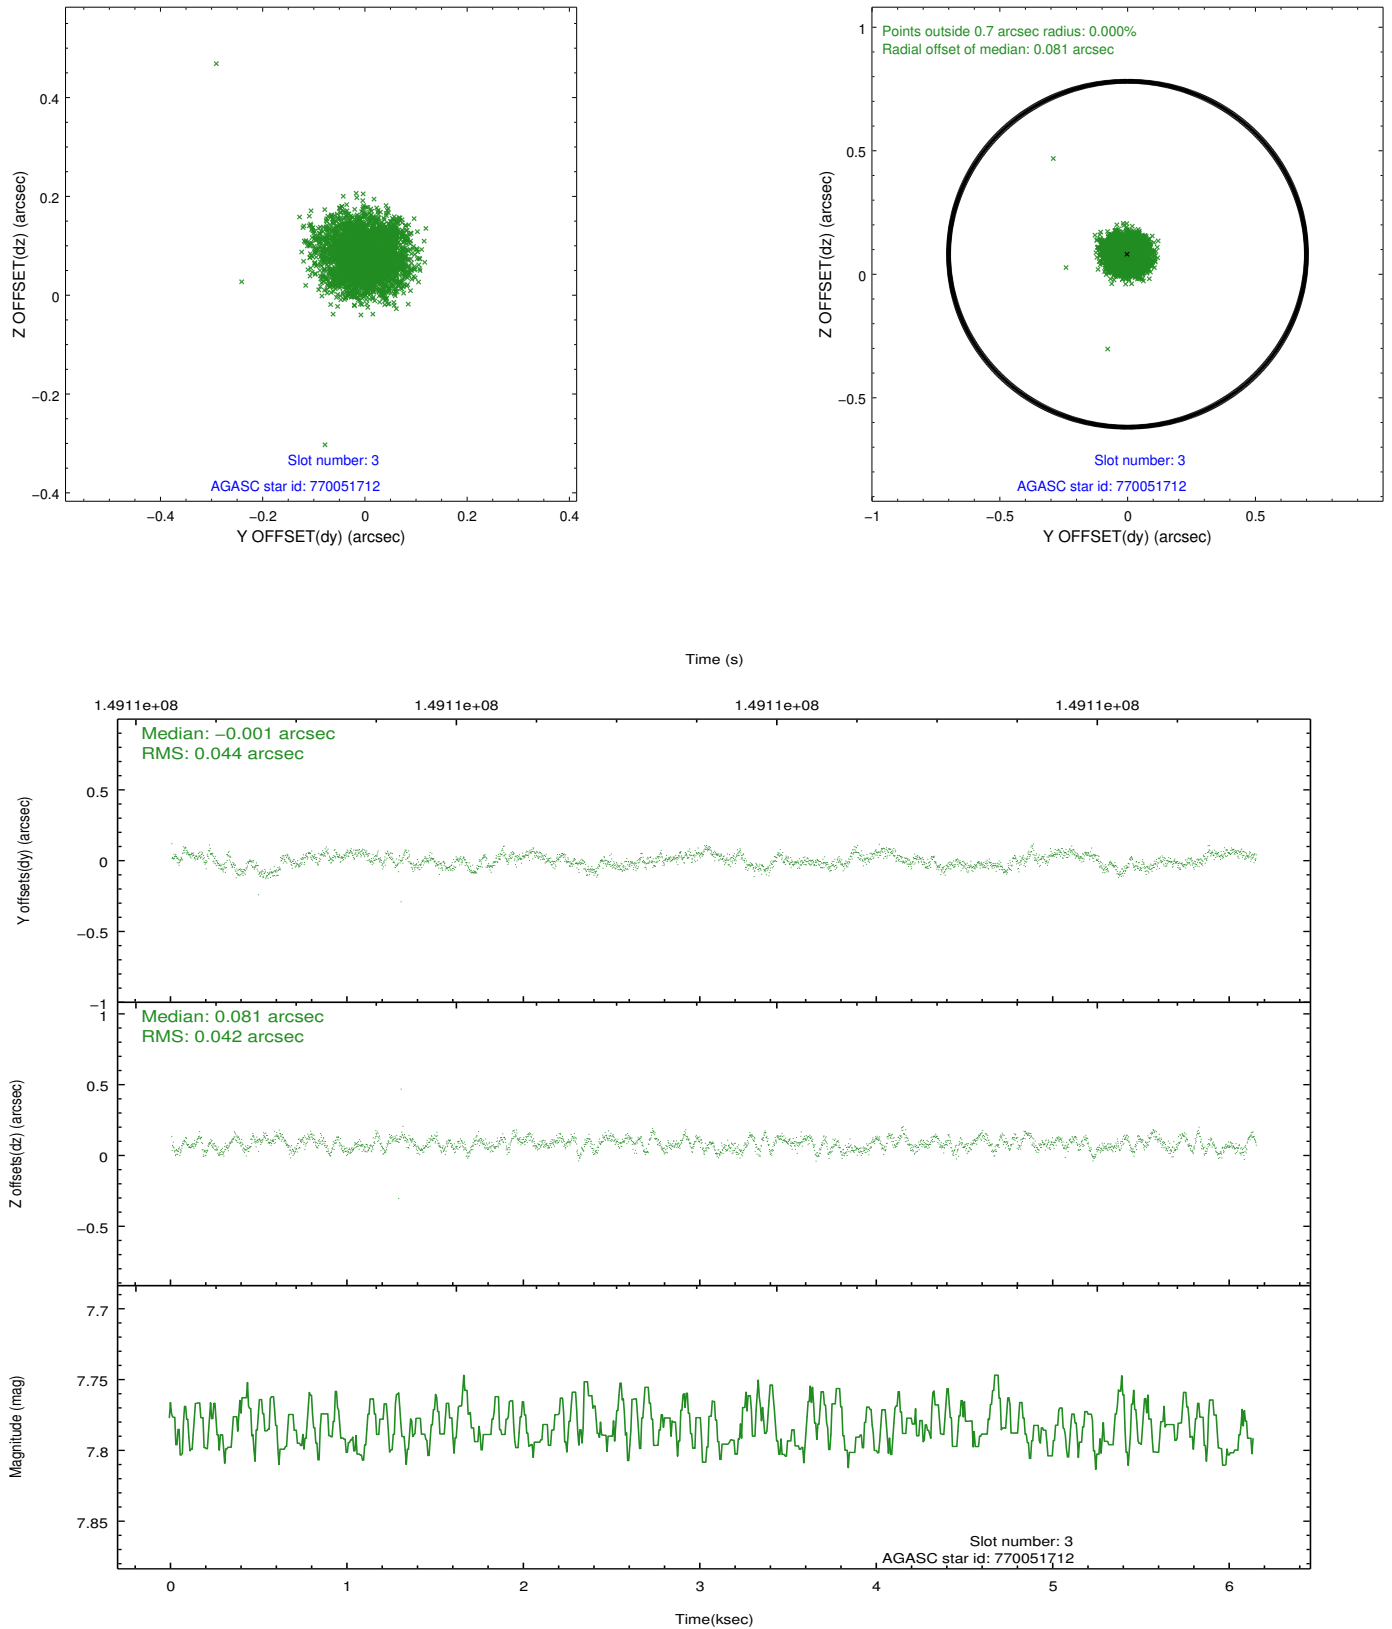 Points outside 0.7 arcsec radius: 0.000%
Radial offset of median: 0.081 arcsec
Z OFFSET(dz) (arcsec)
0.4
0.2
0
−0.2
−0.4
Slot number: 3
AGASC star id: 770051712
−0.4 −0.2 0 0.2 0.4
Y OFFSET(dy) (arcsec)
Z OFFSET(dz) (arcsec)
1
0.5
0
−0.5
Slot number: 3
AGASC star id: 770051712
−1 −0.5 0 0.5
Y OFFSET(dy) (arcsec)
Time (s)
1.4911e+08 1.4911e+08 1.4911e+08 1.4911e+08
Median: −0.001 arcsec
RMS: 0.044 arcsec
Y offsets(dy) (arcsec)
0.5
0
−0.5
−1
Median: 0.081 arcsec
RMS: 0.042 arcsec
Z offsets(dz) (arcsec)
1
0.5
0
−0.5
Magnitude (mag)
7.7
7.75
7.8
7.85
Slot number: 3
AGASC star id: 770051712
0 1 2 3 4 5 6
Time(ksec)